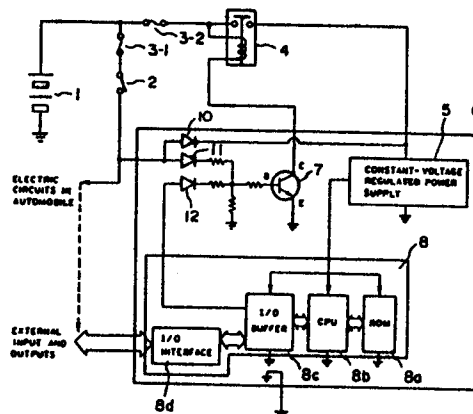 3-2
3-1
4
2
1
10
11
5
ELECTRIC
CIRCUITS IN
AUTOMOBILE
C
B
7
E
12
CONSTANT-VOLTAGE
REGULATED POWER
SUPPLY
8
EXTERNAL
INPUT AND
OUTPUTS
I/O
INTERFACE
I/O
BUFFER
CPU
ROM
8d
8c
8b
8a